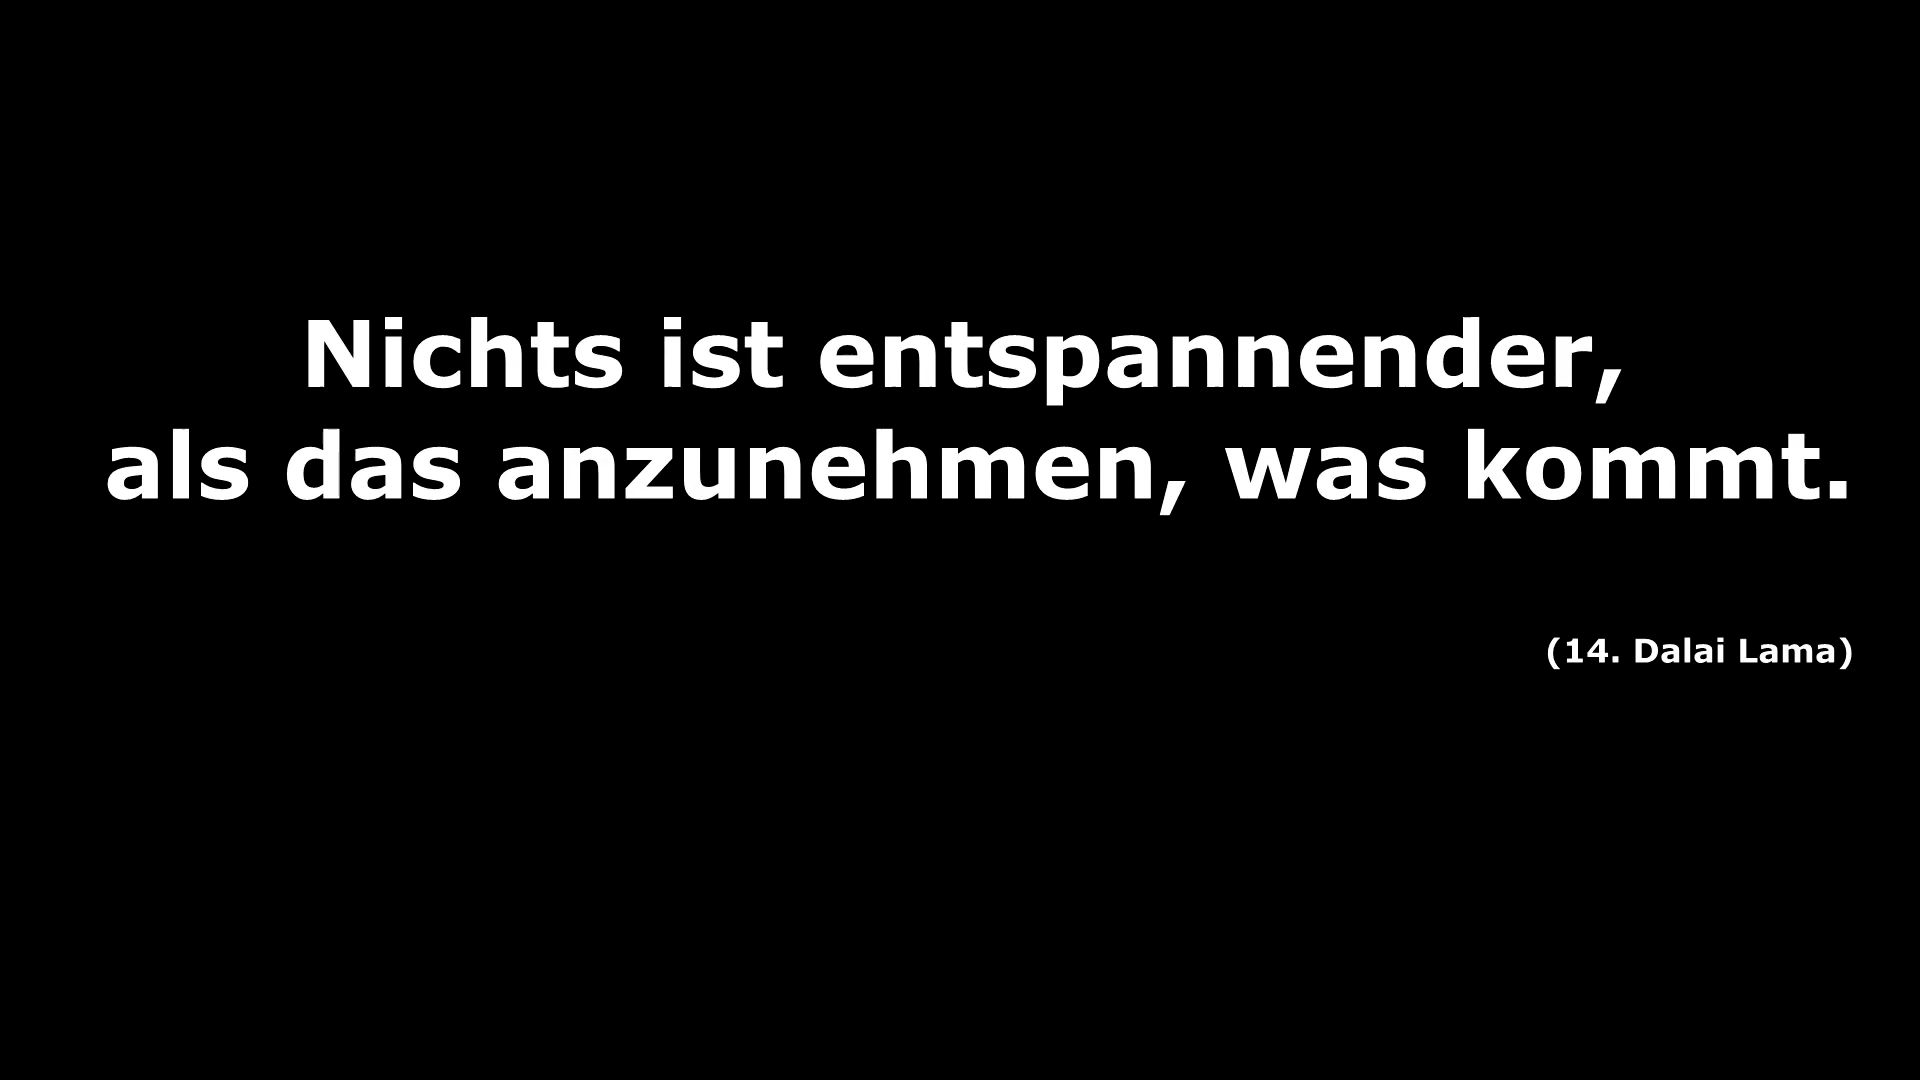 Nichts ist entspannender,
als das anzunehmen, was kommt.
(14. Dalai Lama)